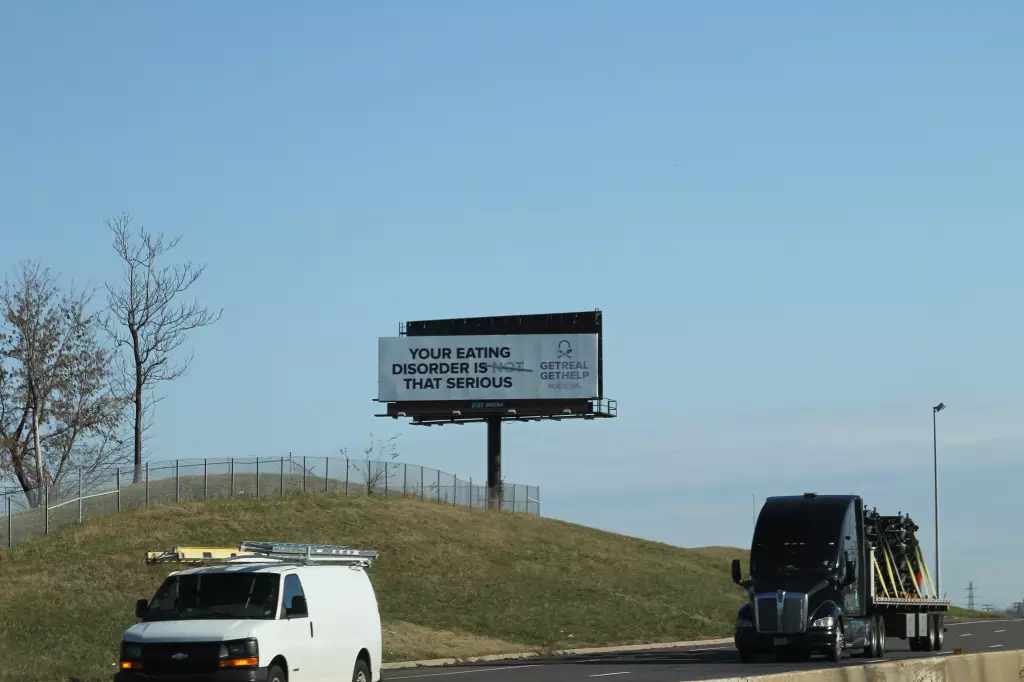 YOUR EATING
DISORDER IS NOT
THAT SERIOUS
GETREAL
GETHELP